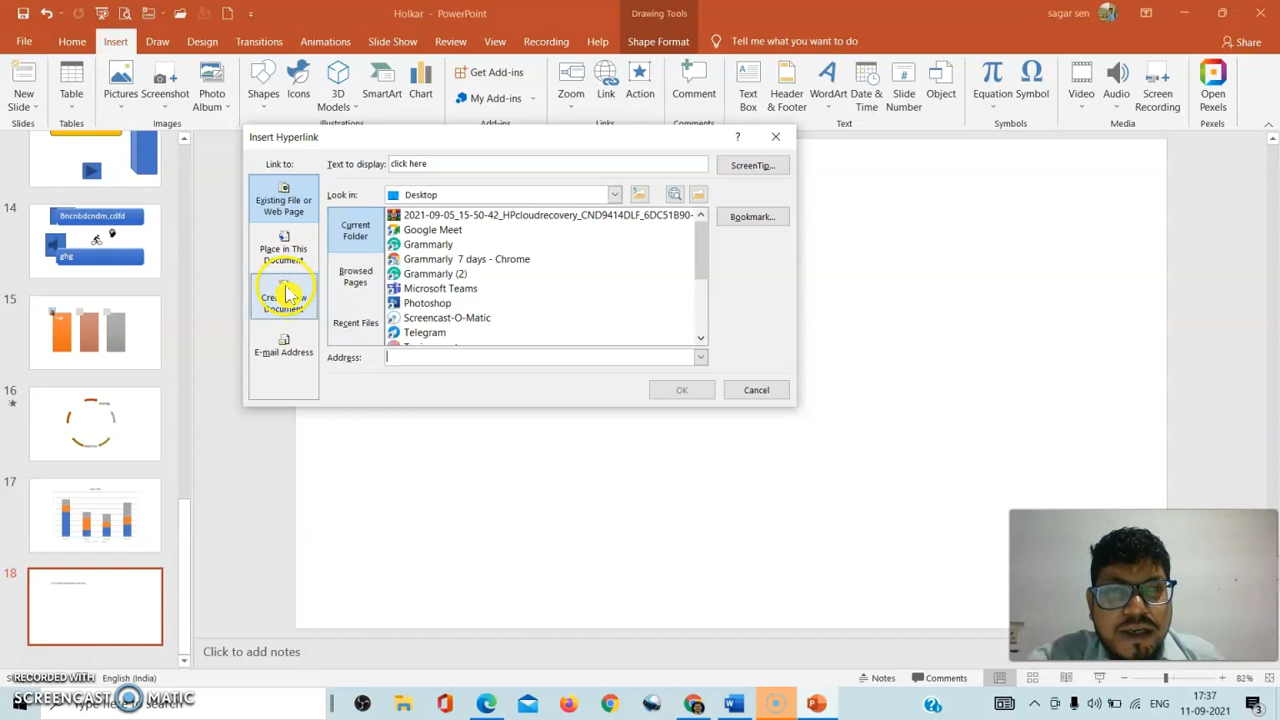 Holkar - PowerPoint
Drawing Tools
sagar sen
File Home Insert Draw Design Transitions Animations Slide Show Review View Recording Help Shape Format Tell me what you want to do Share
New Slide
Table
Pictures
Screenshot
Photo Album
Shapes
Icons
3D Models
SmartArt
Chart
Get Add-ins
My Add-ins
Zoom
Link
Action
Comment
Text Box
Header & Footer
WordArt
Date & Time
Slide Number
Object
Equation
Symbol
Video
Audio
Screen Recording
Open Pexels
Slides Tables Images Illustrations Links Comments Text Symbols Media Pexels
Insert Hyperlink
?
Link to:
Text to display: click here
ScreenTip...
Existing File or Web Page
Look in: Desktop
Bookmark...
Place in This Document
Document
E-mail Address
Current Folder
Browsed Pages
Recent Files
2021-09-05_15-50-42_HPcloudrecovery_CND9414DLF_6DC51B90-
Google Meet
Grammarly
Grammarly 7 days - Chrome
Grammarly (2)
Microsoft Teams
Photoshop
Screencast-O-Matic
Telegram
Address:
OK
Cancel
14
Bncnbdcndm,cdfd
ghg
15
16
energy
17
18
Click to add notes
English (India)
Notes
Comments
82%
RECORDED WITH
SCREENCAST MATIC
ENG
17:37
11-09-2021
3